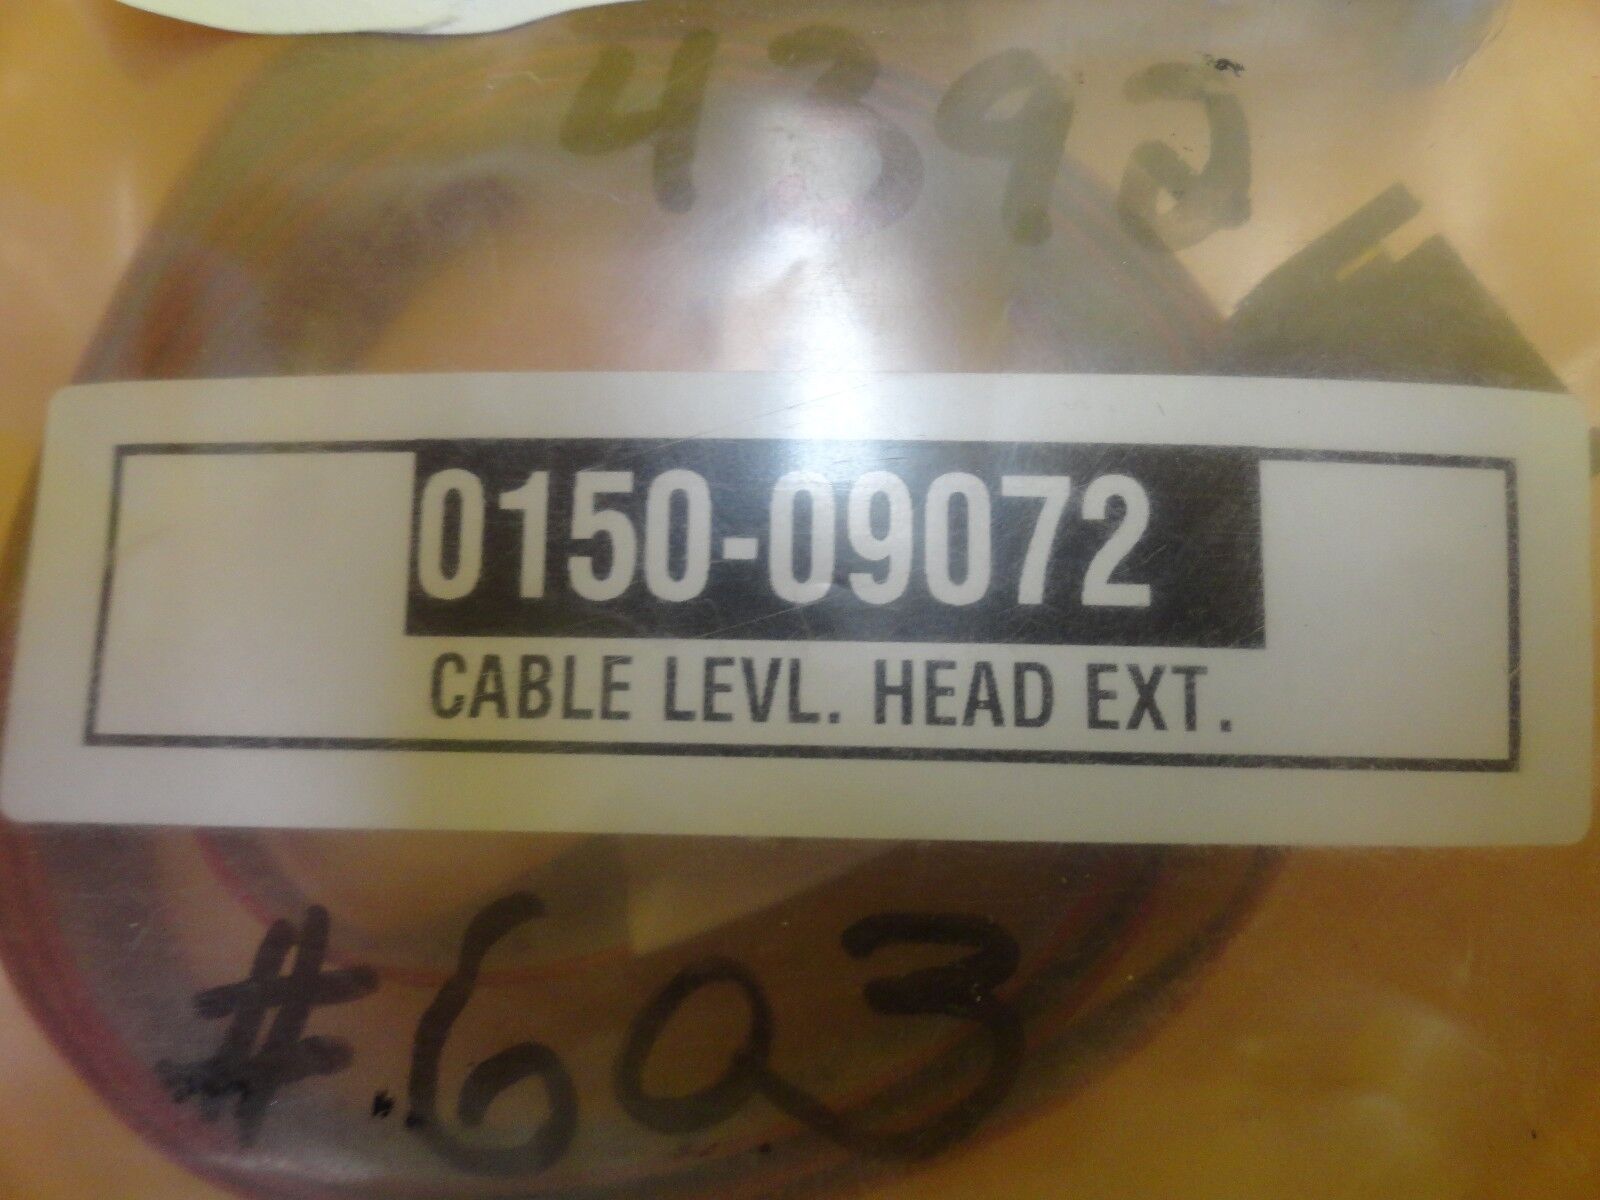 4392
0150-09072
CABLE LEVL. HEAD EXT.
#603